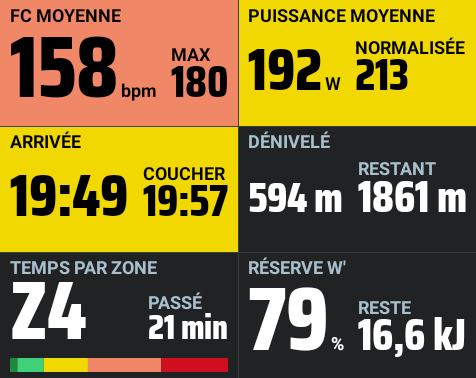 FC MOYENNE
158 bpm
MAX
180
PUISSANCE MOYENNE
192 W
NORMALISÉE
213
ARRIVÉE
19:49
COUCHER
19:57
DÉNIVELÉ
594 m
RESTANT
1861 m
TEMPS PAR ZONE
Z4
PASSÉ
21 min
RÉSERVE W'
79 %
RESTE
16,6 kJ